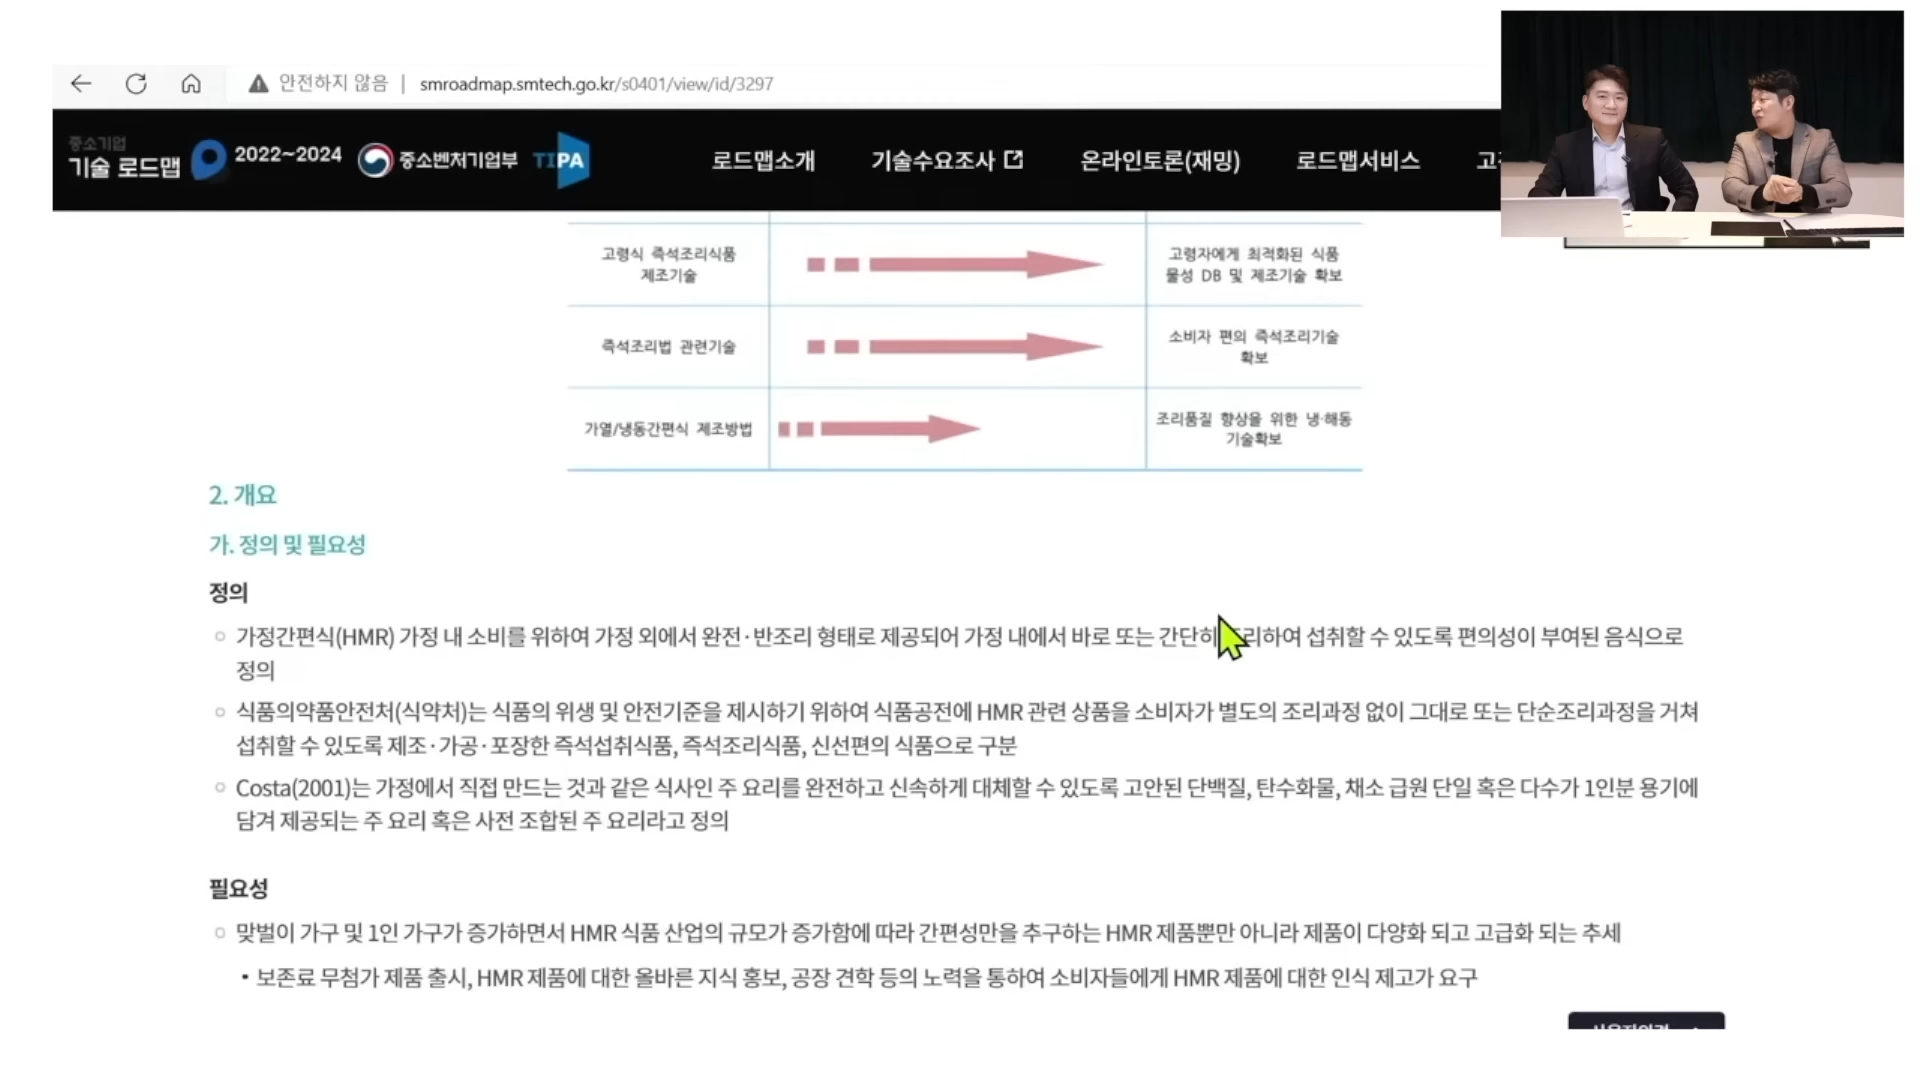 안전하지 않음 | smroadmap.smtech.go.kr/s0401/view/id/3297
중소기업
기술 로드맵
2022~2024
중소벤처기업부
TIPA
로드맵소개
기술수요조사
온라인토론(재밍)
로드맵서비스
고령식 즉석조리식품
제조기술
고령자에게 최적화된 식품
물성 DB 및 제조기술 확보
즉석조리법 관련기술
소비자 편의 즉석조리기술
확보
가열/냉동간편식 제조방법
조리품질 향상을 위한 냉·해동
기술확보
2. 개요
가. 정의 및 필요성
정의
가정간편식(HMR) 가정 내 소비를 위하여 가정 외에서 완전·반조리 형태로 제공되어 가정 내에서 바로 또는 간단히 섭취할 수 있도록 편의성이 부여된 음식으로
정의
식품의약품안전처(식약처)는 식품의 위생 및 안전기준을 제시하기 위하여 식품공전에 HMR 관련 상품을 소비자가 별도의 조리과정 없이 그대로 또는 단순조리과정을 거쳐
섭취할 수 있도록 제조·가공·포장한 즉석섭취식품, 즉석조리식품, 신선편의 식품으로 구분
Costa(2001)는 가정에서 직접 만드는 것과 같은 식사인 주 요리를 완전하고 신속하게 대체할 수 있도록 고안된 단백질, 탄수화물, 채소 급원 단일 혹은 다수가 1인분 용기에
담겨 제공되는 주 요리 혹은 사전 조합된 주 요리라고 정의
필요성
맞벌이 가구 및 1인 가구가 증가하면서 HMR 식품 산업의 규모가 증가함에 따라 간편성만을 추구하는 HMR 제품뿐만 아니라 제품이 다양화 되고 고급화 되는 추세
• 보존료 무첨가 제품 출시, HMR 제품에 대한 올바른 지식 홍보, 공장 견학 등의 노력을 통하여 소비자들에게 HMR 제품에 대한 인식 제고가 요구